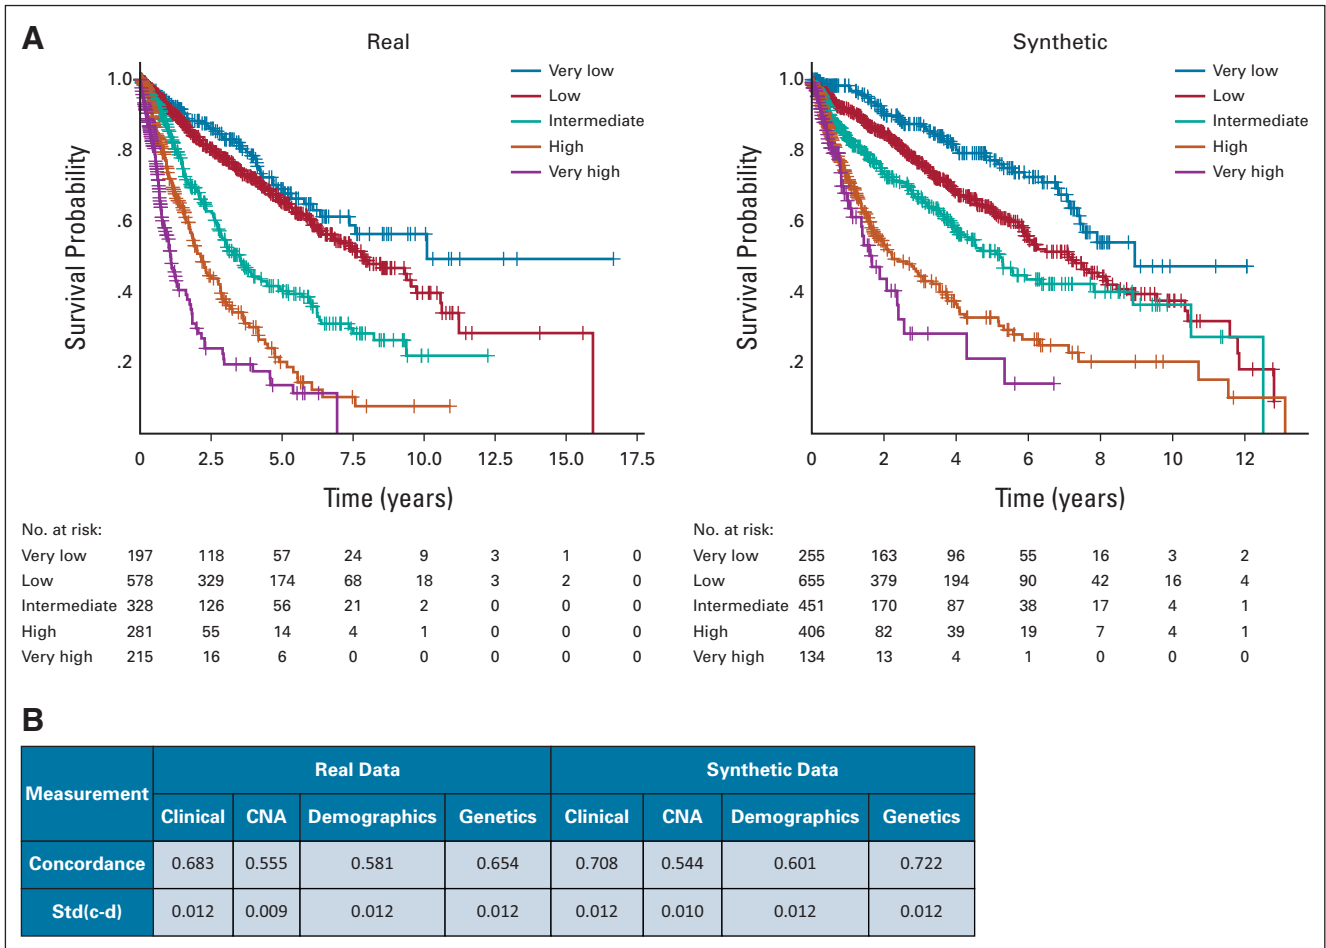 A
Real
1.0
.8
.6
.4
.2
Survival Probability
Very low
Low
Intermediate
High
Very high
0 2.5 5.0 7.5 10.0 12.5 15.0 17.5
Time (years)
No. at risk:
Very low 197 118 57 24 9 3 1 0
Low 578 329 174 68 18 3 2 0
Intermediate 328 126 56 21 2 0 0 0
High 281 55 14 4 1 0 0 0
Very high 215 16 6 0 0 0 0 0
Synthetic
1.0
.8
.6
.4
.2
Survival Probability
Very low
Low
Intermediate
High
Very high
0 2 4 6 8 10 12
Time (years)
No. at risk:
Very low 255 163 96 55 16 3 2
Low 655 379 194 90 42 16 4
Intermediate 451 170 87 38 17 4 1
High 406 82 39 19 7 4 1
Very high 134 13 4 1 0 0 0
B
Measurement Real Data Synthetic Data
Clinical CNA Demographics Genetics Clinical CNA Demographics Genetics
Concordance 0.683 0.555 0.581 0.654 0.708 0.544 0.601 0.722
Std(c-d) 0.012 0.009 0.012 0.012 0.012 0.010 0.012 0.012